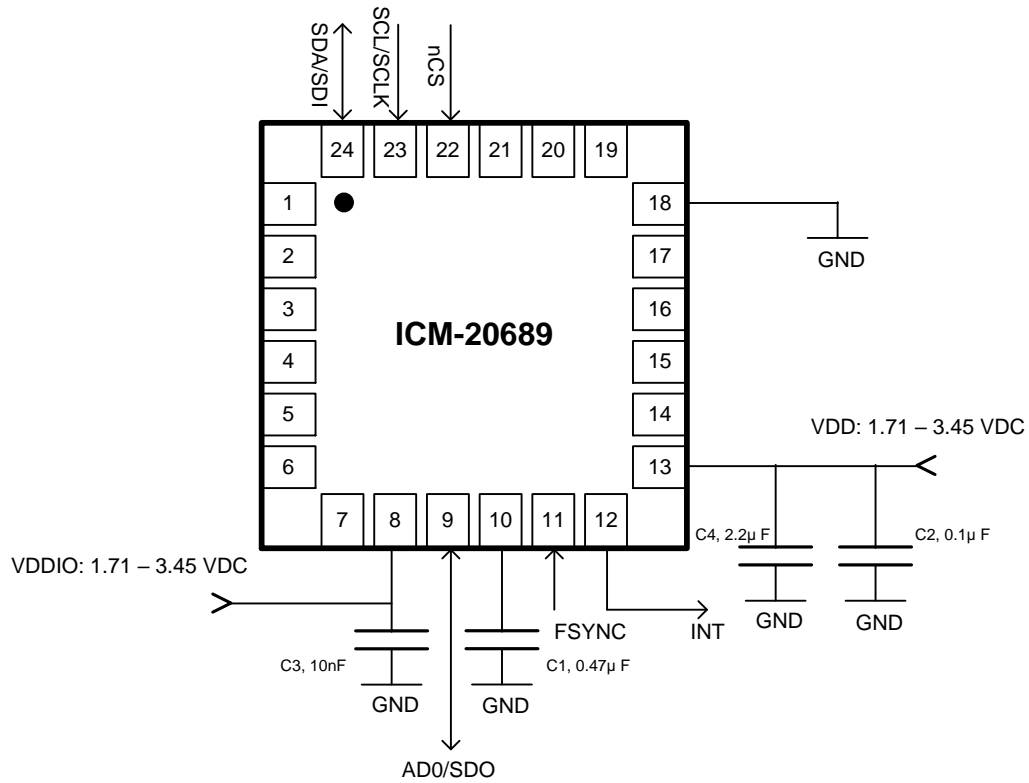 SDA/SDI
SCL/SCLK
nCS
24 23 22 21 20 19
1
2
3
4
5
6
18
17
16
15
14
13
ICM-20689
GND
VDD: 1.71 – 3.45 VDC
7 8 9 10 11 12
C4, 2.2µ F
C2, 0.1µ F
GND
GND
VDDIO: 1.71 – 3.45 VDC
FSYNC
INT
C3, 10nF
C1, 0.47µ F
GND
GND
AD0/SDO